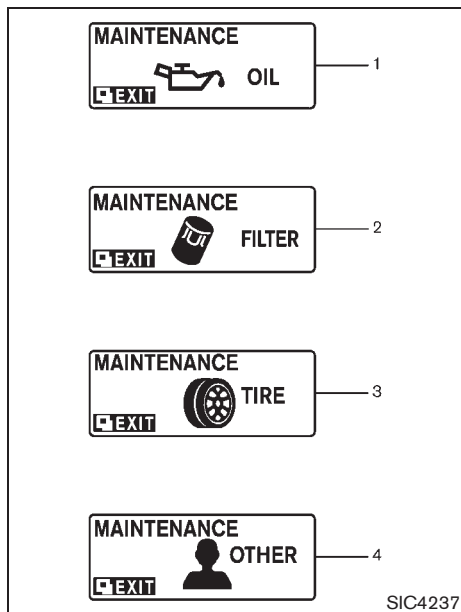 MAINTENANCE
OIL
EXIT
1
MAINTENANCE
FILTER
EXIT
2
MAINTENANCE
TIRE
EXIT
3
MAINTENANCE
OTHER
EXIT
4
SIC4237